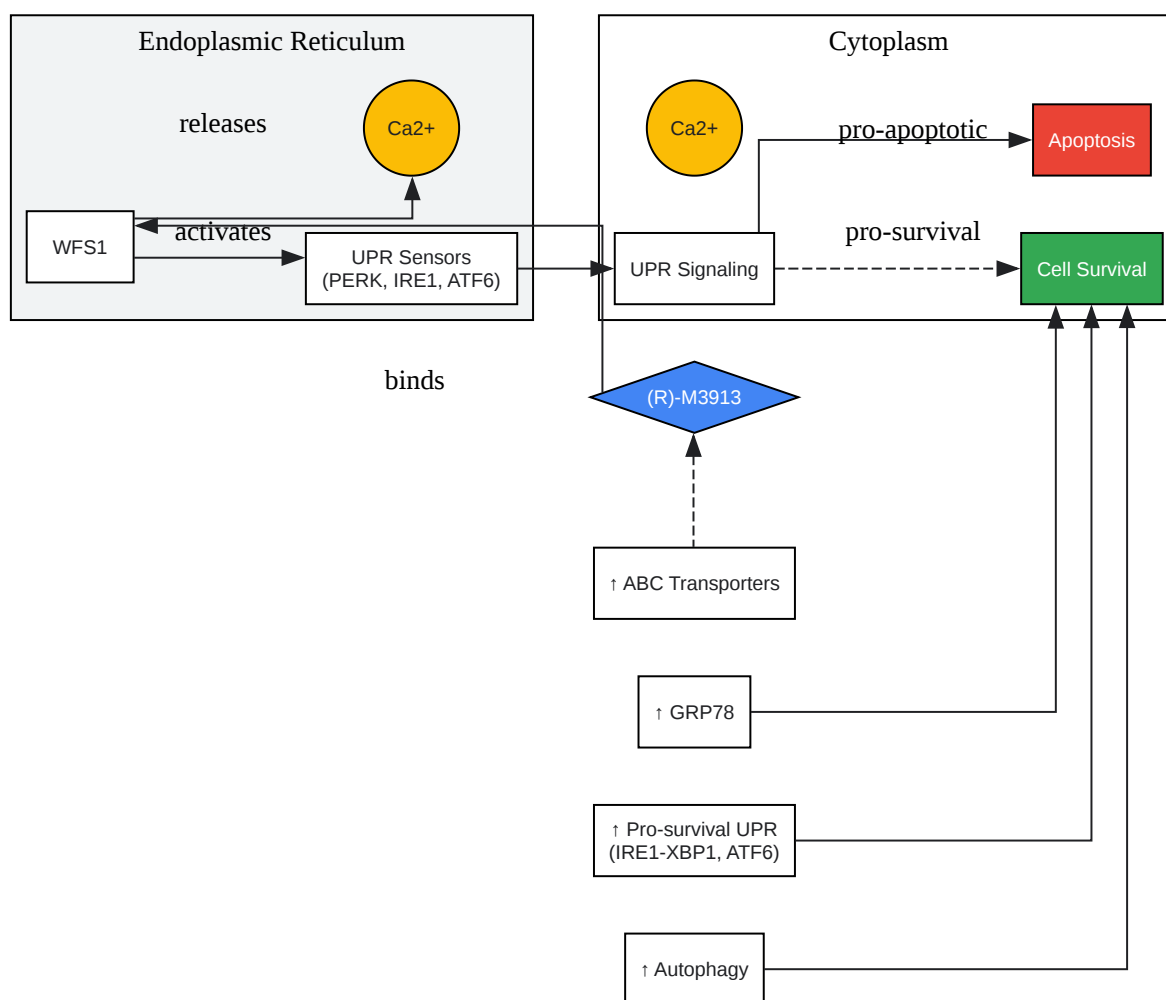 Endoplasmic Reticulum
Cytoplasm
releases
Ca2+
Ca2+
pro-apoptotic
Apoptosis
WFS1
activates
UPR Sensors
(PERK, IRE1, ATF6)
UPR Signaling
pro-survival
Cell Survival
binds
(R)-M3913
↑ ABC Transporters
↑ GRP78
↑ Pro-survival UPR
(IRE1-XBP1, ATF6)
↑ Autophagy